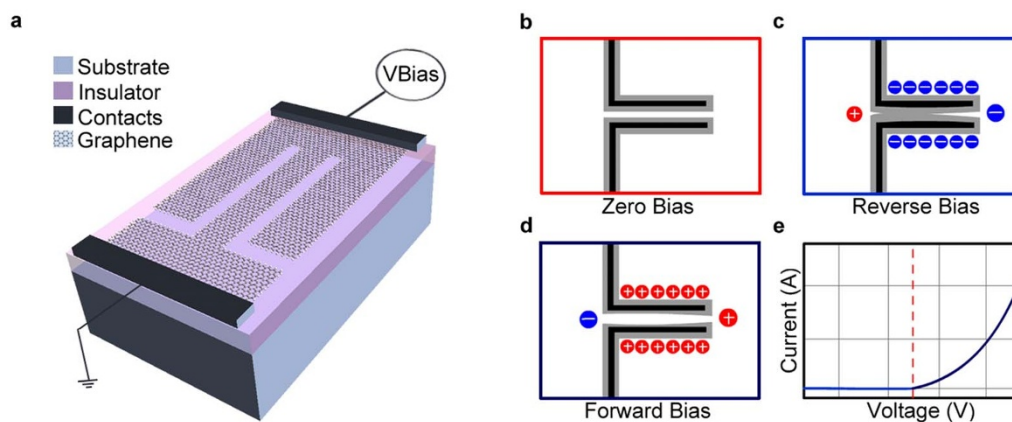 a
VBias
Substrate
Insulator
Contacts
Graphene
b
Zero Bias
c
+
−
− − − − − −
− − − − − −
Reverse Bias
d
−
+
+ + + + + +
+ + + + + +
Forward Bias
e
Current (A)
Voltage (V)